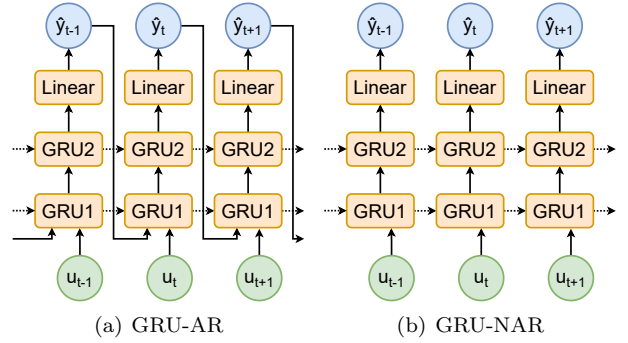 ŷt-1 ŷt ŷt+1 ŷt-1 ŷt ŷt+1
Linear Linear Linear Linear Linear Linear
GRU2 GRU2 GRU2 GRU2 GRU2 GRU2
GRU1 GRU1 GRU1 GRU1 GRU1 GRU1
ut-1 ut ut+1 ut-1 ut ut+1
(a) GRU-AR (b) GRU-NAR